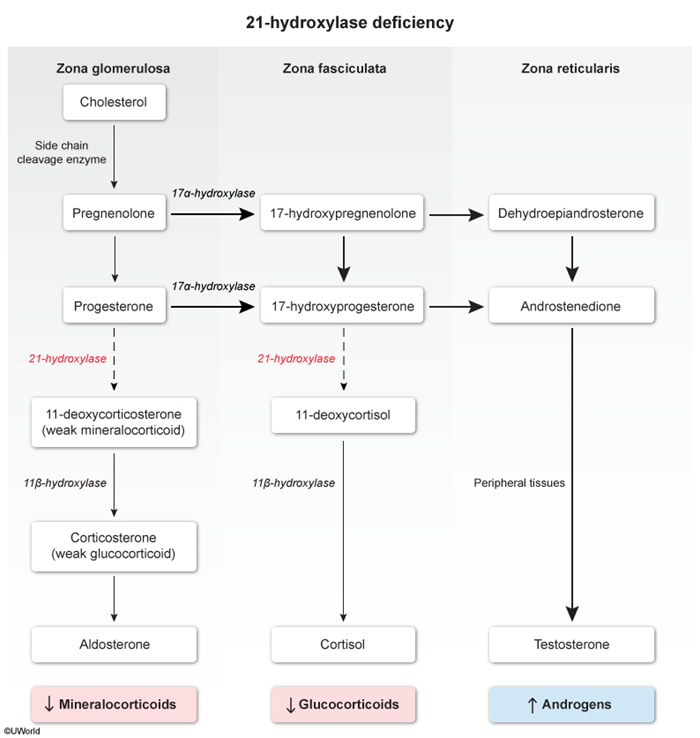 21-hydroxylase deficiency
Zona glomerulosa
Zona fasciculata
Zona reticularis
Cholesterol
Side chain
cleavage enzyme
Pregnenolone
17α-hydroxylase
17-hydroxypregnenolone
Dehydroepiandrosterone
Progesterone
17α-hydroxylase
17-hydroxyprogesterone
Androstenedione
21-hydroxylase
21-hydroxylase
11-deoxycorticosterone
(weak mineralocorticoid)
11-deoxycortisol
11β-hydroxylase
11β-hydroxylase
Peripheral tissues
Corticosterone
(weak glucocorticoid)
Aldosterone
Cortisol
Testosterone
↓ Mineralocorticoids
↓ Glucocorticoids
↑ Androgens
©UWorld